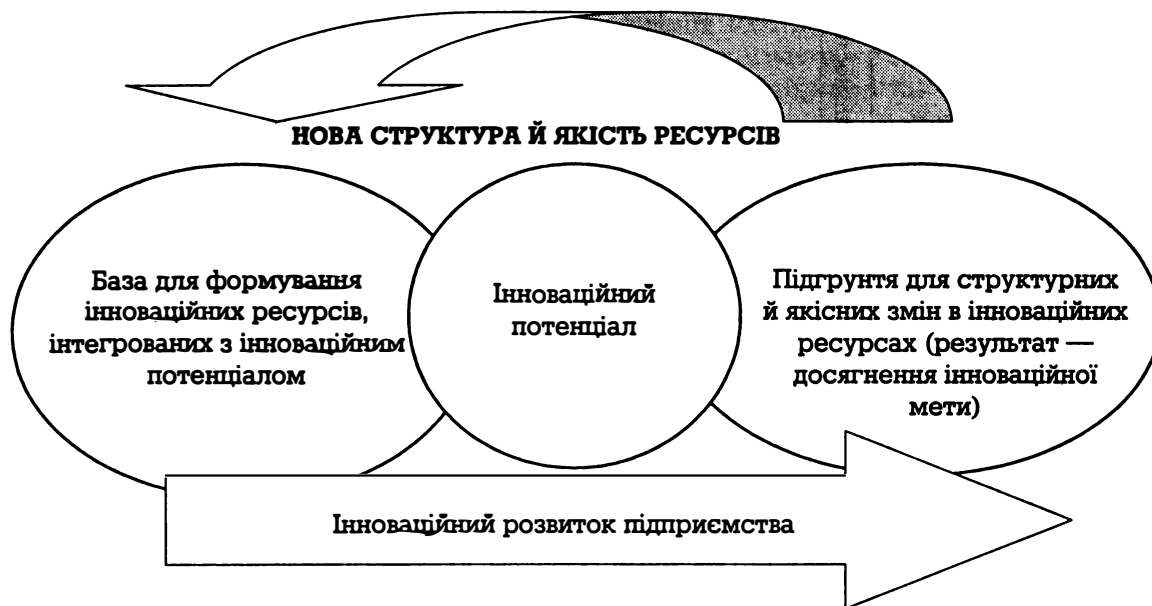 НОВА СТРУКТУРА Й ЯКІСТЬ РЕСУРСІВ
База для формування
інноваційних ресурсів,
інтегрованих з інноваційним
потенціалом
Інноваційний
потенціал
Підгрунтя для структурних
й якісних змін в інноваційних
ресурсах (результат —
досягнення інноваційної
мети)
Інноваційний розвиток підприємства